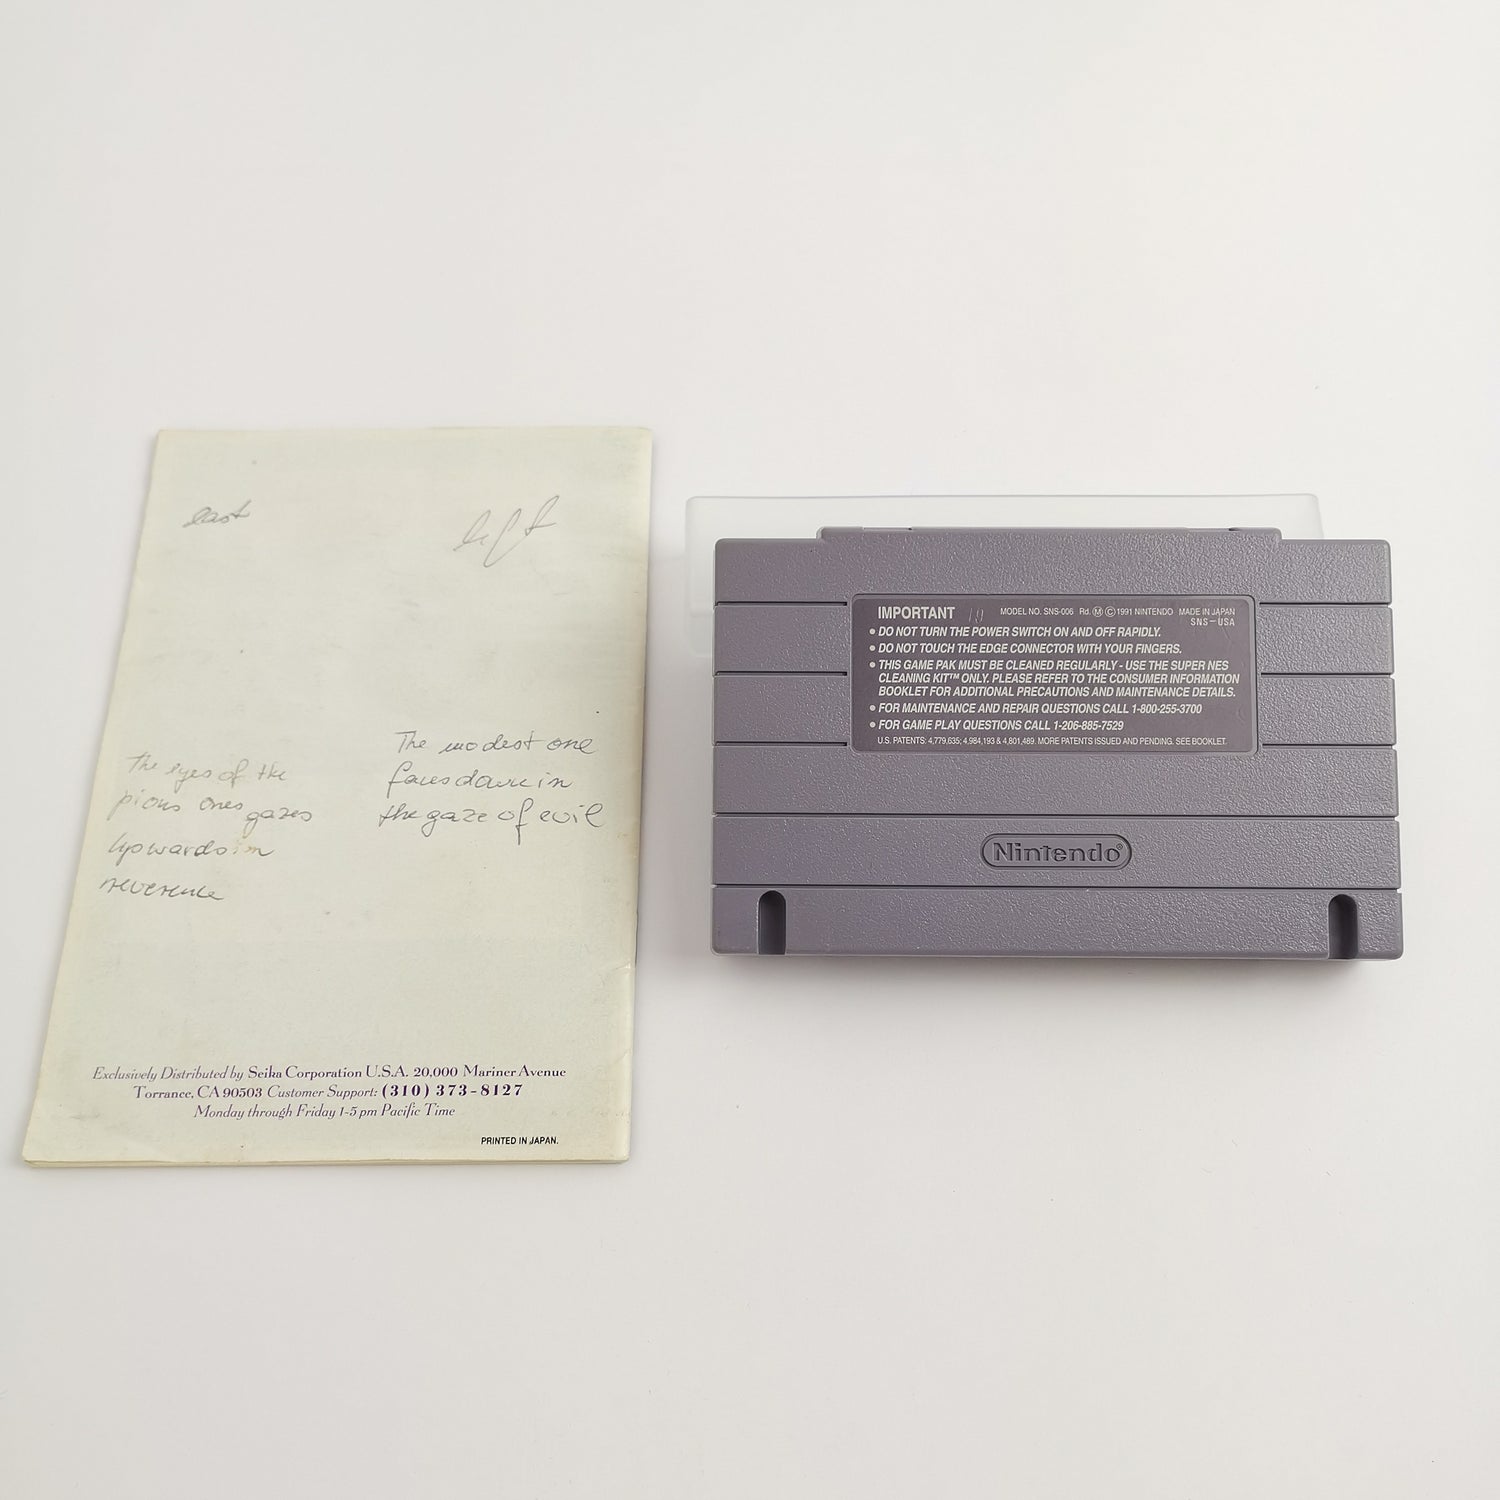 east
left
The eyes of the
pious ones gazes
Upwards in
reverence
The modest one
faces down in
the gaze of evil
Exclusively Distributed by Seika Corporation U.S.A. 20,000 Mariner Avenue
Torrance, CA 90503 Customer Support: (310) 373-8127
Monday through Friday 1-5 pm Pacific Time
PRINTED IN JAPAN.
IMPORTANT 19 MODEL NO. SNS-006 Rd. Ⓜ Ⓒ 1991 NINTENDO MADE IN JAPAN
SNS-USA
• DO NOT TURN THE POWER SWITCH ON AND OFF RAPIDLY.
• DO NOT TOUCH THE EDGE CONNECTOR WITH YOUR FINGERS.
• THIS GAME PAK MUST BE CLEANED REGULARLY - USE THE SUPER NES
CLEANING KIT™ ONLY. PLEASE REFER TO THE CONSUMER INFORMATION
BOOKLET FOR ADDITIONAL PRECAUTIONS AND MAINTENANCE DETAILS.
• FOR MAINTENANCE AND REPAIR QUESTIONS CALL 1-800-255-3700
• FOR GAME PLAY QUESTIONS CALL 1-206-885-7529
U.S. PATENTS: 4,779,635; 4,984,193 & 4,801,489. MORE PATENTS ISSUED AND PENDING. SEE BOOKLET.
Nintendo®